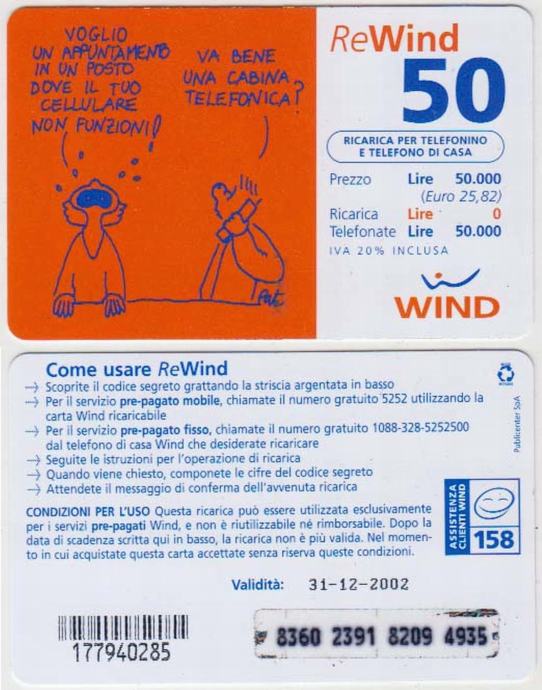 VOGLIO
UN APPUNTAMENTO
IN UN POSTO
DOVE IL TUO
CELLULARE
NON FUNZIONI!
VA BENE
UNA CABINA
TELEFONICA?
Pat
ReWind
50
RICARICA PER TELEFONINO
E TELEFONO DI CASA
Prezzo Lire 50.000
(Euro 25,82)
Ricarica Lire 0
Telefonate Lire 50.000
IVA 20% INCLUSA
WIND
Come usare ReWind
→ Scoprite il codice segreto grattando la striscia argentata in basso
→ Per il servizio pre-pagato mobile, chiamate il numero gratuito 5252 utilizzando la
carta Wind ricaricabile
→ Per il servizio pre-pagato fisso, chiamate il numero gratuito 1088-328-5252500
dal telefono di casa Wind che desiderate ricaricare
→ Seguite le istruzioni per l'operazione di ricarica
→ Quando viene chiesto, componete le cifre del codice segreto
→ Attendete il messaggio di conferma dell'avvenuta ricarica
CONDIZIONI PER L'USO Questa ricarica può essere utilizzata esclusivamente
per i servizi pre-pagati Wind, e non è riutilizzabile né rimborsabile. Dopo la
data di scadenza scritta qui in basso, la ricarica non è più valida. Nel momen-
to in cui acquistate questa carta accettate senza riserva queste condizioni.
Publicenter SpA
ASSISTENZA
CLIENTI WIND
158
Validità: 31-12-2002
177940285
8360 2391 8209 4935